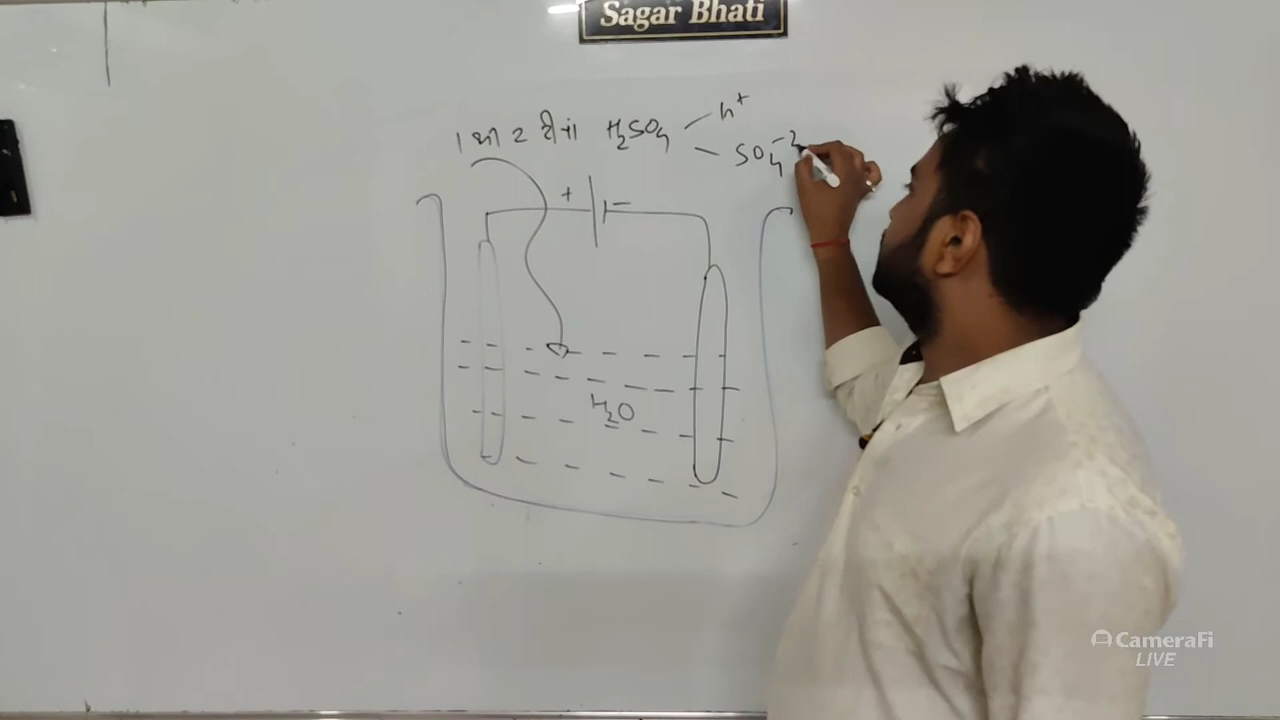 Sagar Bhati
1 थी 2 टीपां H2SO4
h+
SO4-2
+
−
H2O
CameraFi
LIVE